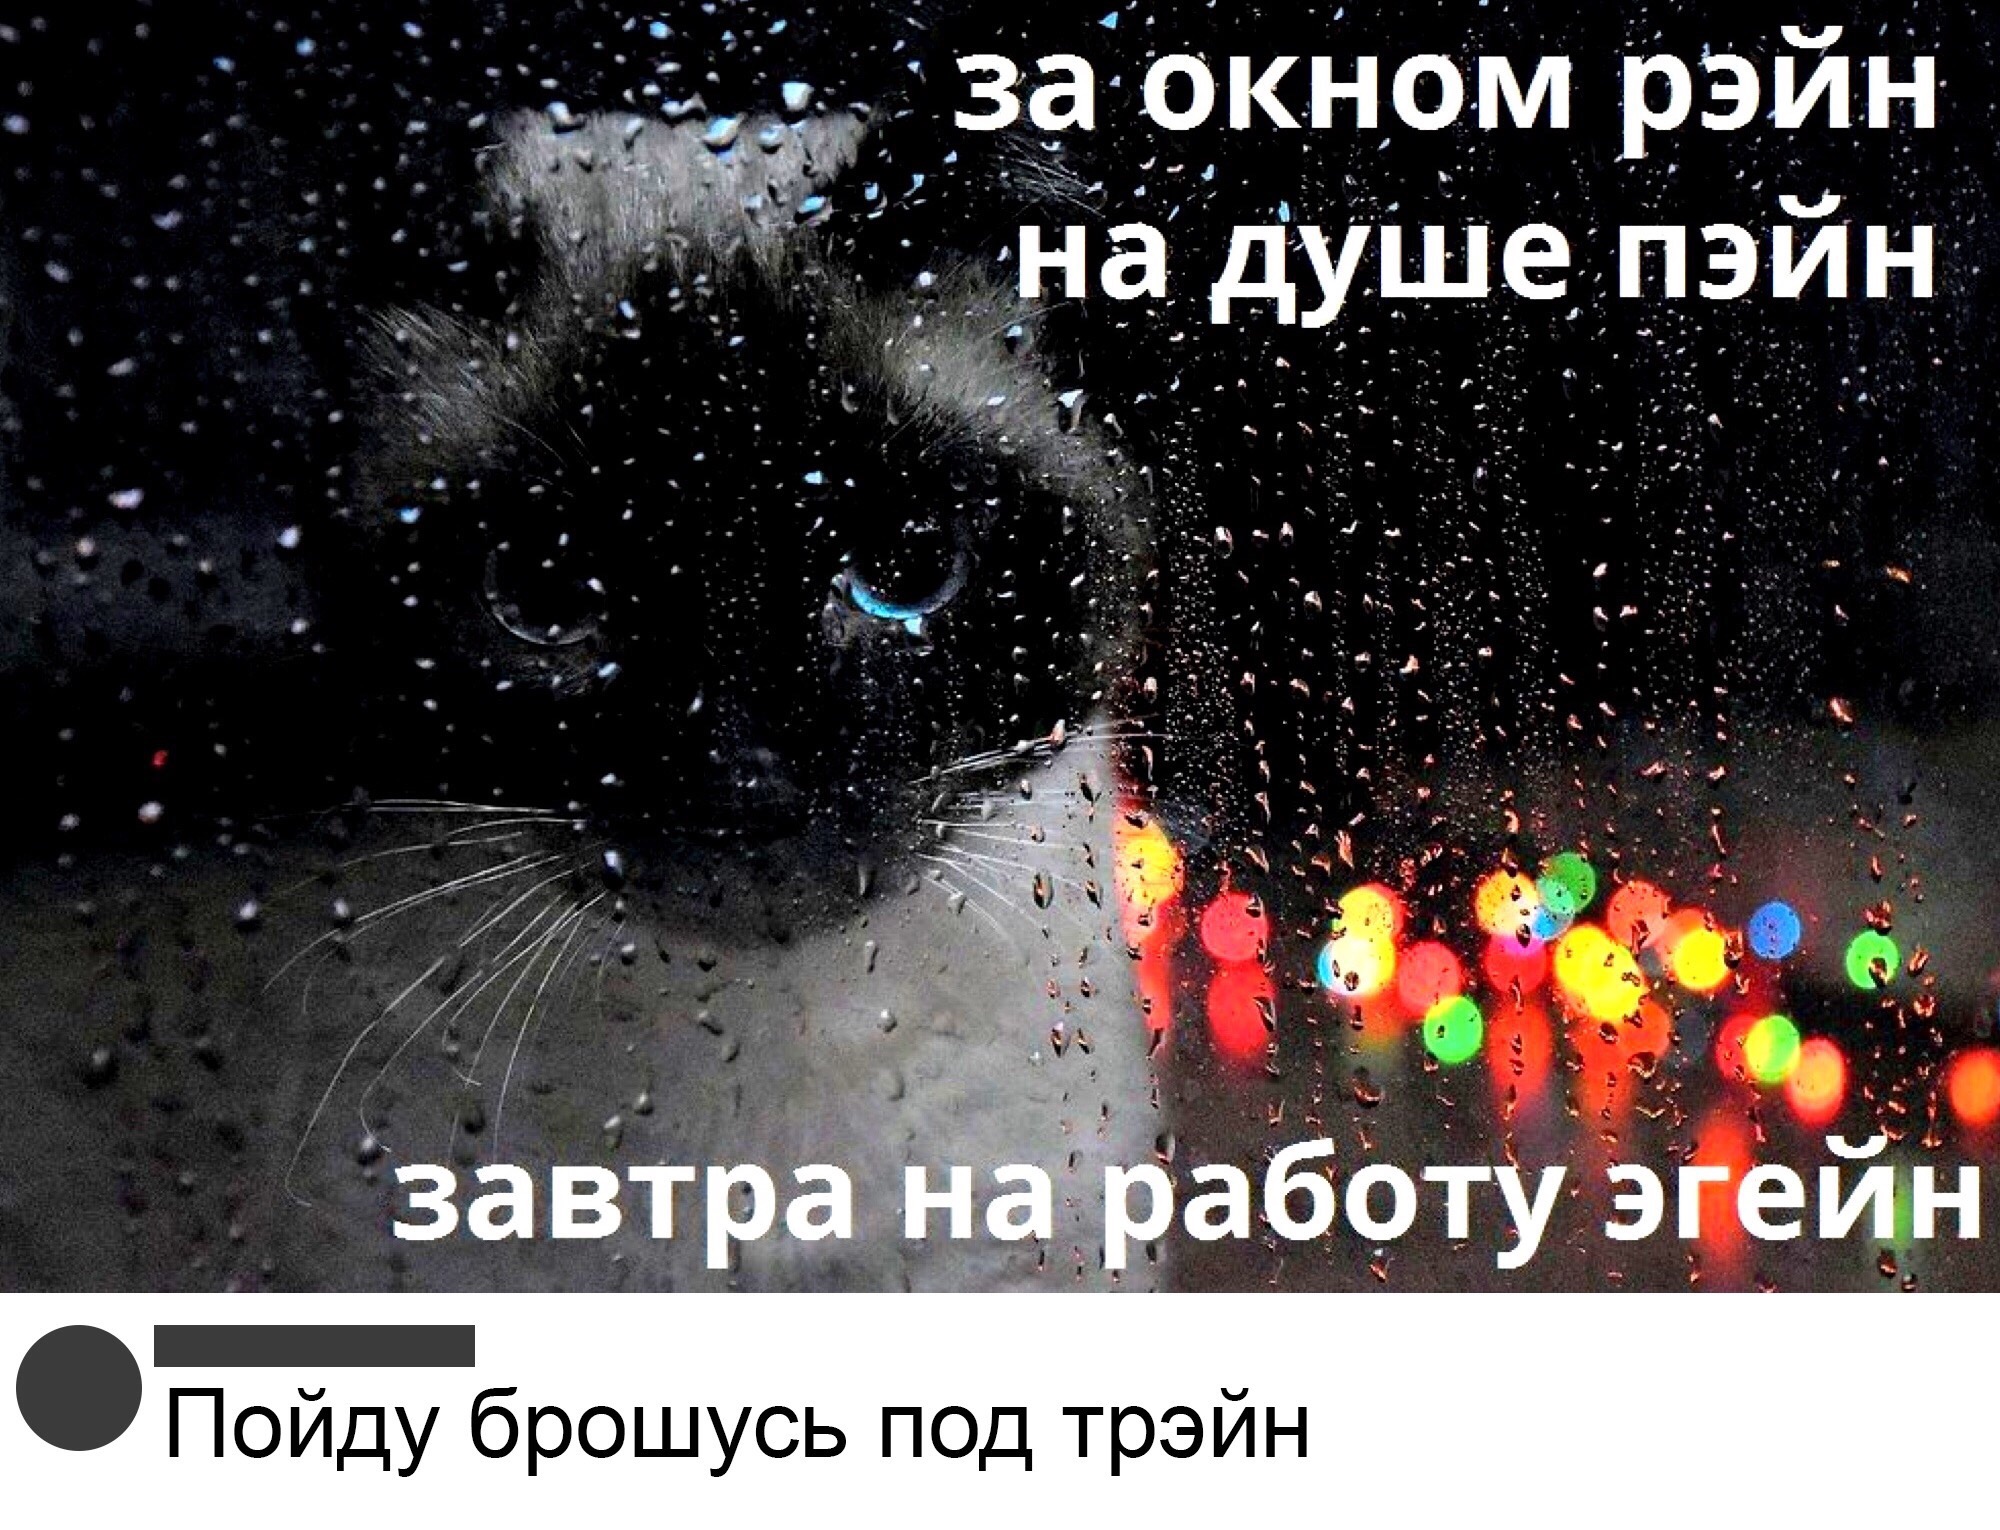 за окном рэйн
на душе пэйн
завтра на работу эгейн
Пойду брошусь под трэйн